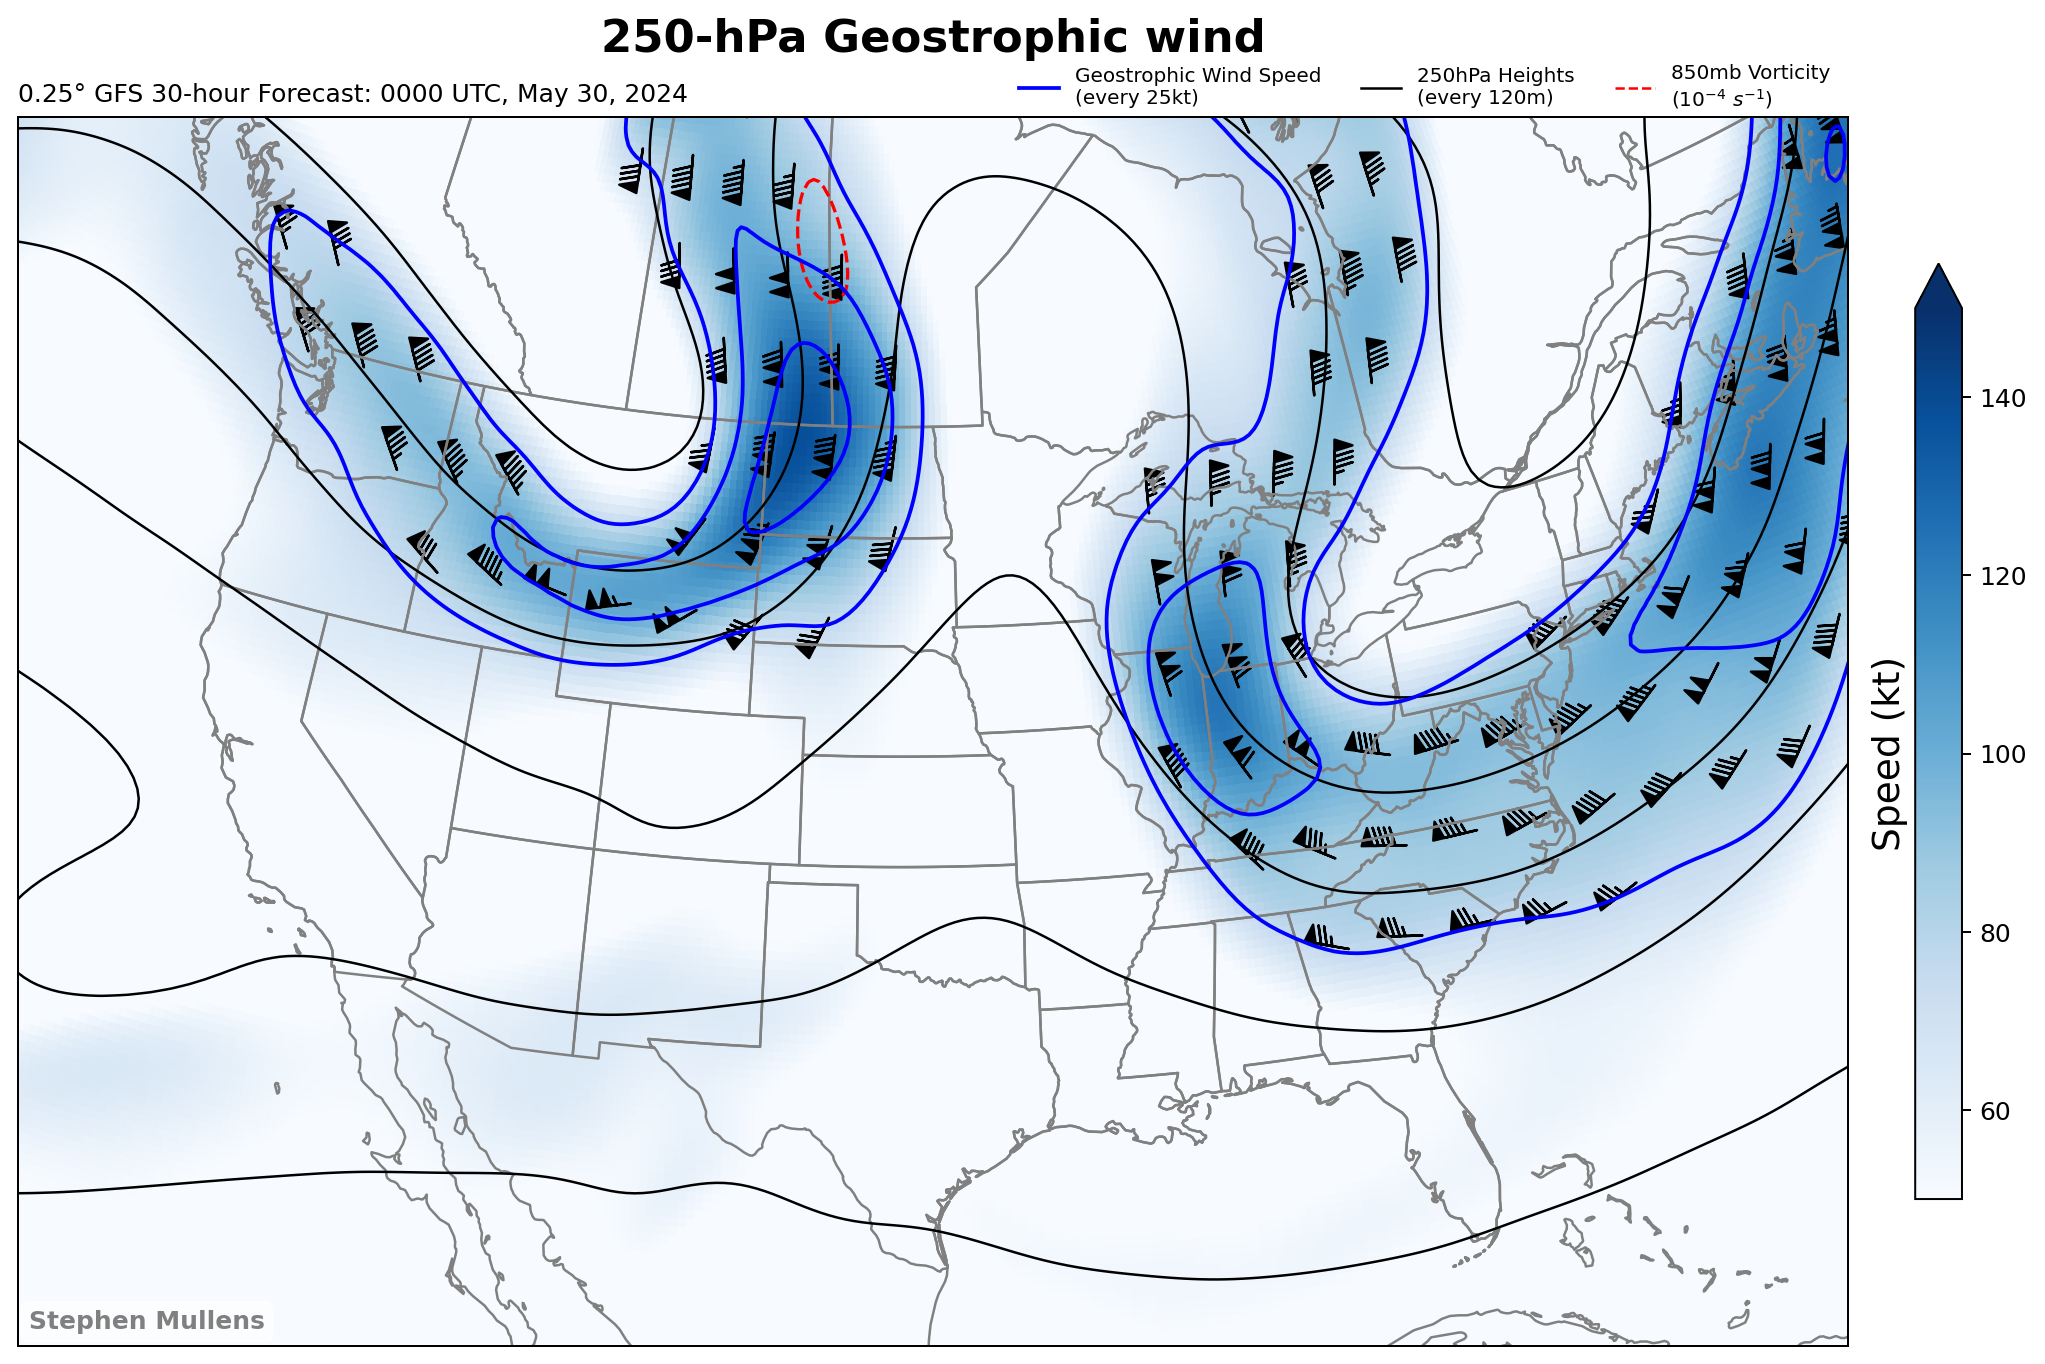 250-hPa Geostrophic wind
0.25° GFS 30-hour Forecast: 0000 UTC, May 30, 2024
Geostrophic Wind Speed
(every 25kt)
250hPa Heights
(every 120m)
850mb Vorticity
(10⁻⁴ s⁻¹)
140
120
100
80
60
Speed (kt)
Stephen Mullens